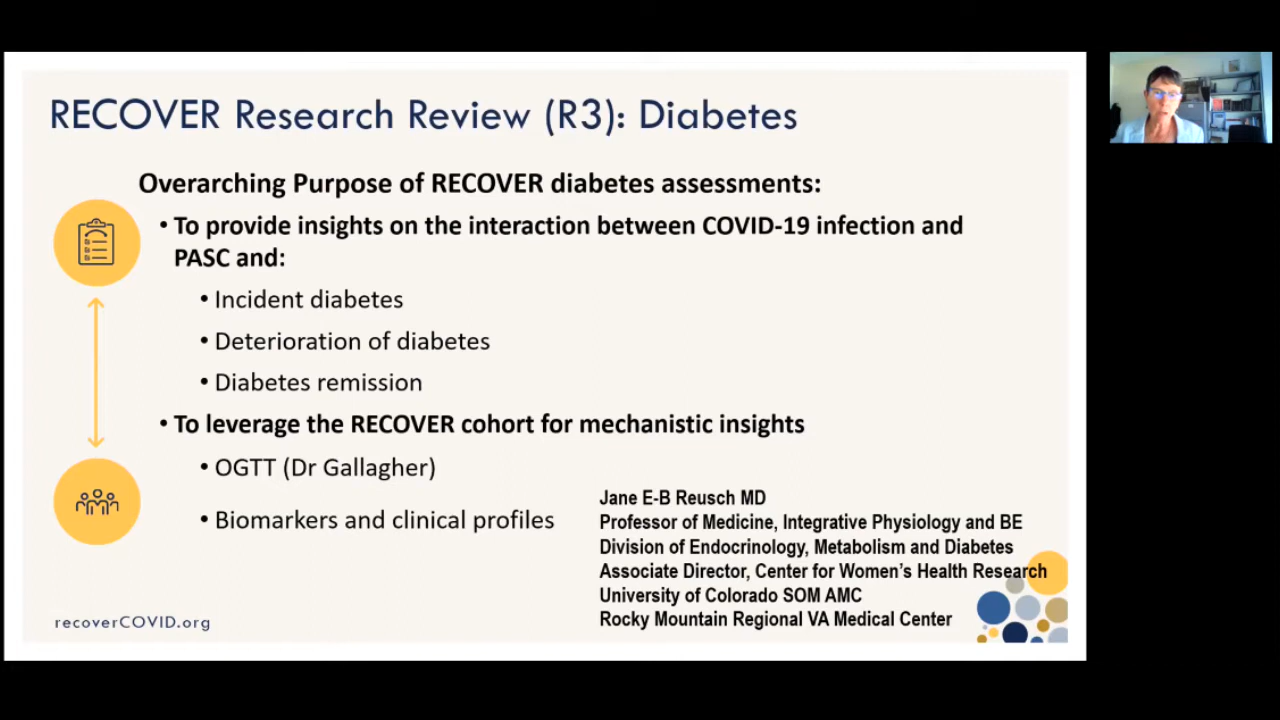 RECOVER Research Review (R3): Diabetes
Overarching Purpose of RECOVER diabetes assessments:
• To provide insights on the interaction between COVID-19 infection and
PASC and:
• Incident diabetes
• Deterioration of diabetes
• Diabetes remission
• To leverage the RECOVER cohort for mechanistic insights
• OGTT (Dr Gallagher)
• Biomarkers and clinical profiles
Jane E-B Reusch MD
Professor of Medicine, Integrative Physiology and BE
Division of Endocrinology, Metabolism and Diabetes
Associate Director, Center for Women’s Health Research
University of Colorado SOM AMC
Rocky Mountain Regional VA Medical Center
recoverCOVID.org